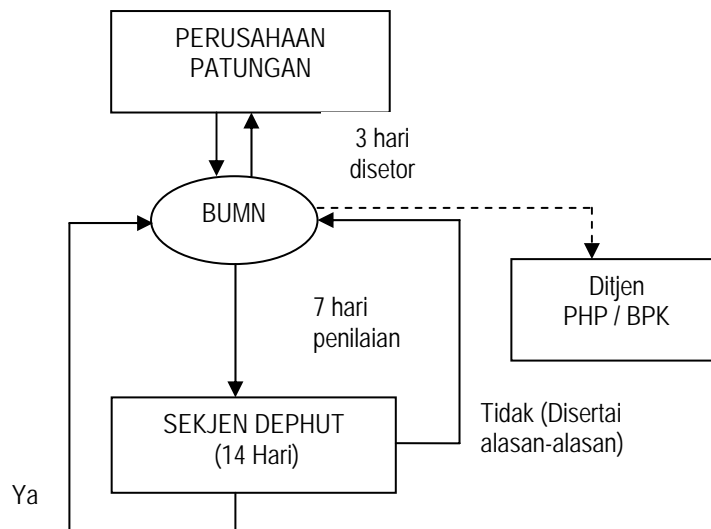 PERUSAHAAN
PATUNGAN
3 hari
disetor
BUMN
Ditjen
PHP / BPK
7 hari
penilaian
SEKJEN DEPHUT
(14 Hari)
Tidak (Disertai
alasan-alasan)
Ya